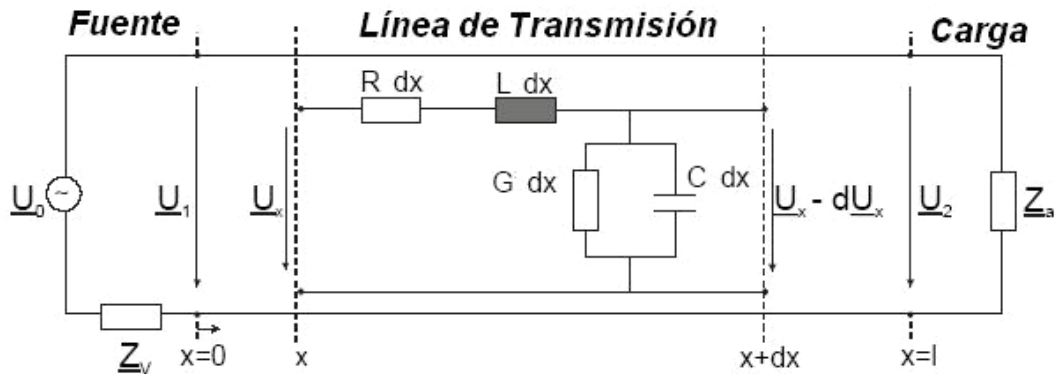 Fuente
Línea de Transmisión
Carga
R dx
L dx
G dx
C dx
U0
~
U1
Ux
Ux - dUx
U2
Za
Zv
x=0
x
x+dx
x=l